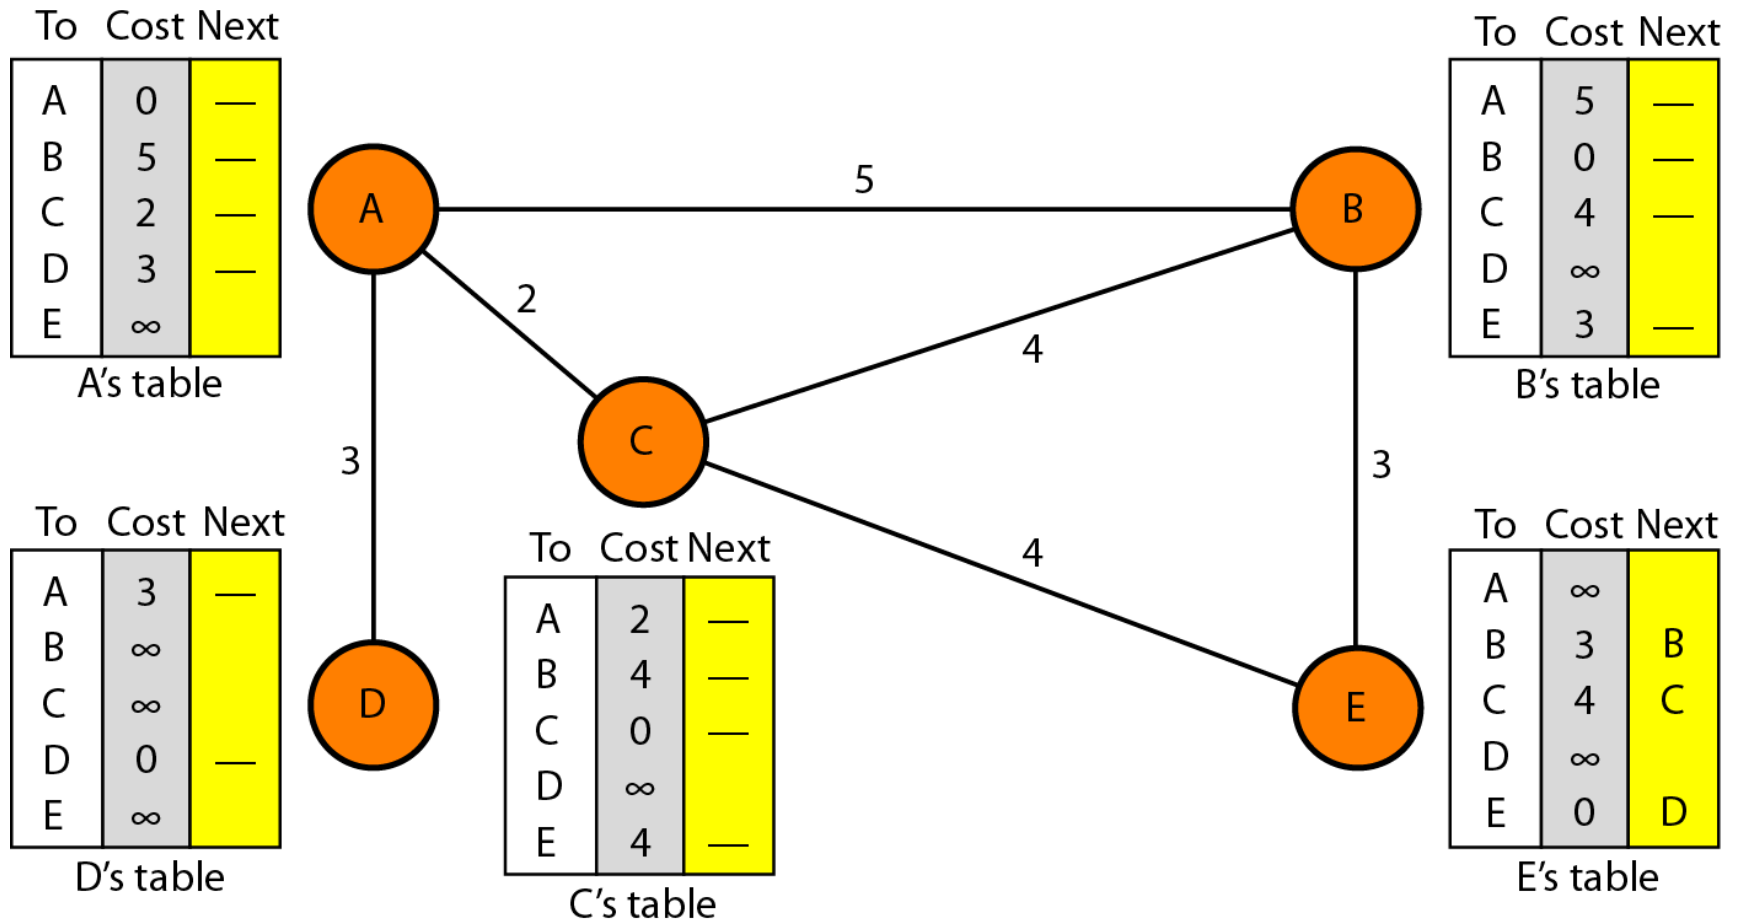 To Cost Next
A 0 —
B 5 —
C 2 —
D 3 —
E ∞
A's table
To Cost Next
A 5 —
B 0 —
C 4 —
D ∞
E 3 —
B's table
A
5
B
2
4
C
3
3
4
D
E
To Cost Next
A 3 —
B ∞
C ∞
D 0 —
E ∞
D's table
To Cost Next
A 2 —
B 4 —
C 0 —
D ∞
E 4 —
C's table
To Cost Next
A ∞
B 3 B
C 4 C
D ∞
E 0 D
E's table